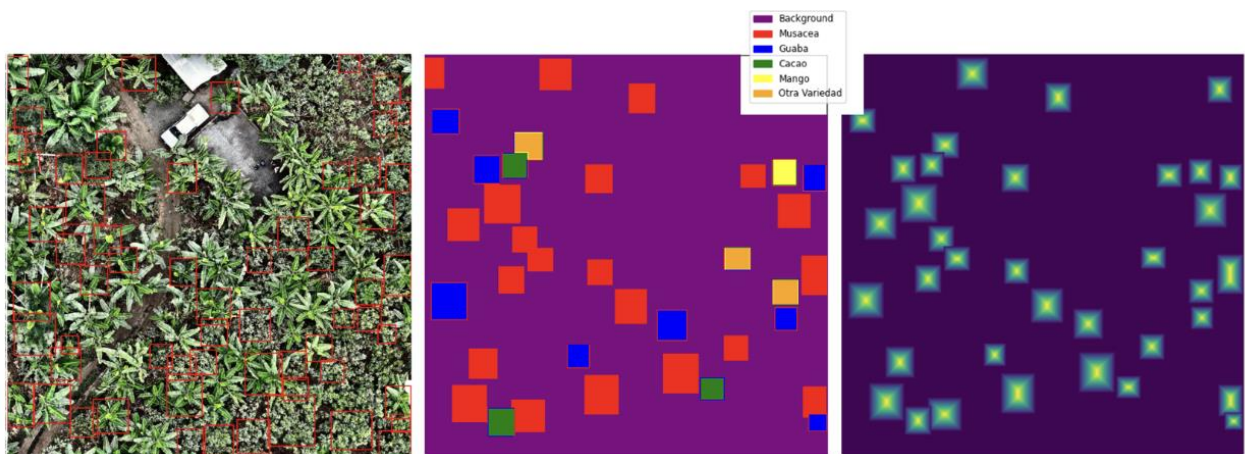 Background
Musacea
Guaba
Cacao
Mango
Otra Variedad